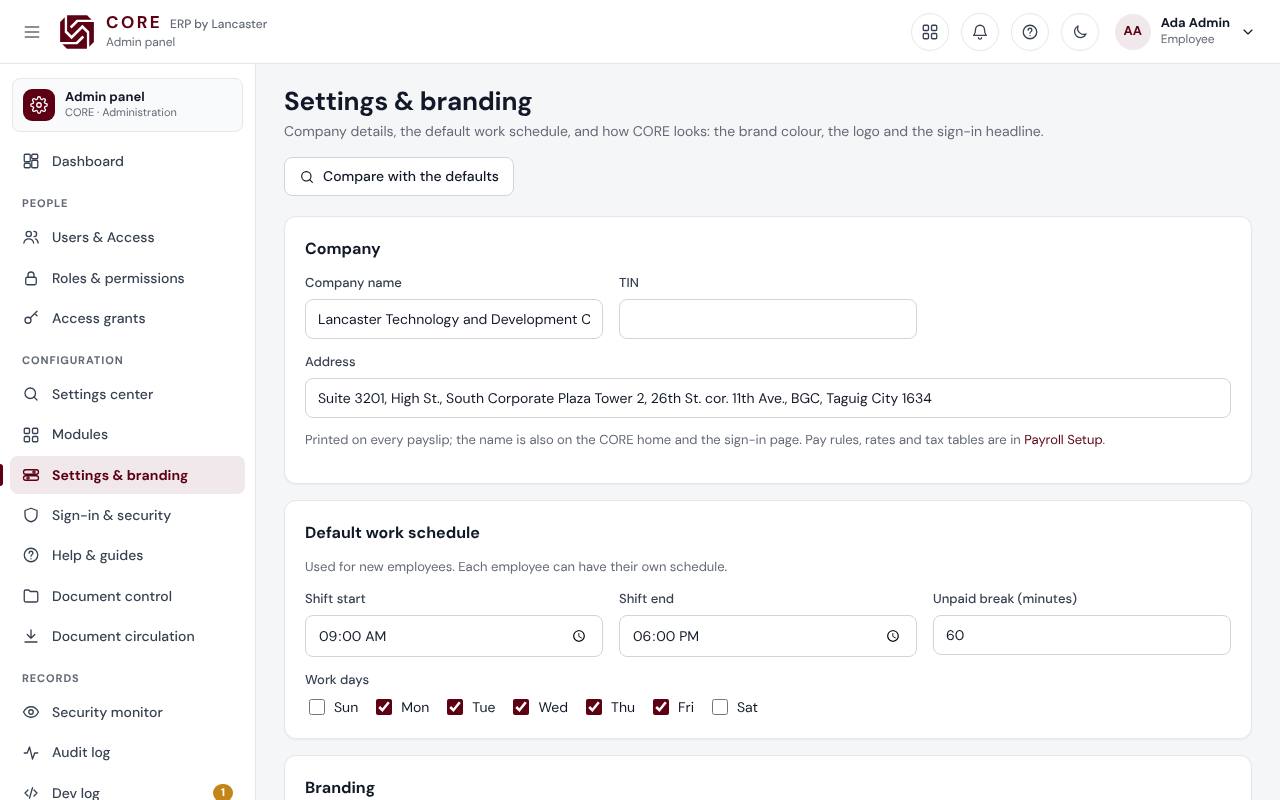 CORE ERP by Lancaster
Admin panel
AA
Ada Admin
Employee
Admin panel
CORE · Administration
Dashboard
PEOPLE
Users & Access
Roles & permissions
Access grants
CONFIGURATION
Settings center
Modules
Settings & branding
Sign-in & security
Help & guides
Document control
Document circulation
RECORDS
Security monitor
Audit log
Dev log 1
Settings & branding
Company details, the default work schedule, and how CORE looks: the brand colour, the logo and the sign-in headline.
Compare with the defaults
Company
Company name TIN
Lancaster Technology and Development C
Address
Suite 3201, High St., South Corporate Plaza Tower 2, 26th St. cor. 11th Ave., BGC, Taguig City 1634
Printed on every payslip; the name is also on the CORE home and the sign-in page. Pay rules, rates and tax tables are in Payroll Setup.
Default work schedule
Used for new employees. Each employee can have their own schedule.
Shift start Shift end Unpaid break (minutes)
09:00 AM 06:00 PM 60
Work days
Sun Mon Tue Wed Thu Fri Sat
Branding